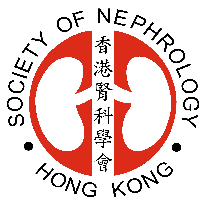 SOCIETY OF NEPHROLOGY
香港腎科學會
HONG KONG